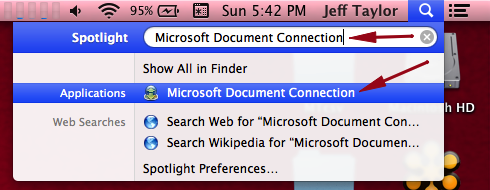 95% Sun 5:42 PM Jeff Taylor
Spotlight Microsoft Document Connection
Show All in Finder
Applications Microsoft Document Connection
Web Searches Search Web for “Microsoft Document Con...
Search Wikipedia for “Microsoft Documen...
Spotlight Preferences...
HD